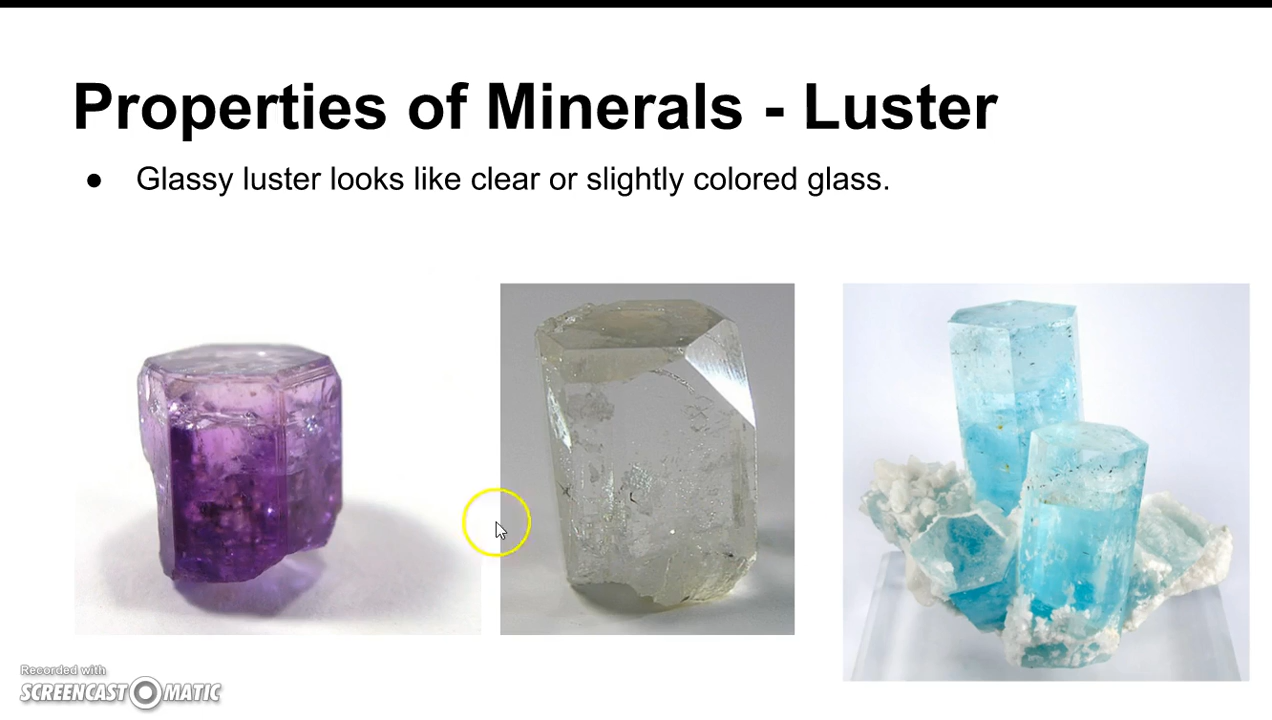 Properties of Minerals - Luster
● Glassy luster looks like clear or slightly colored glass.
Recorded with
SCREENCAST-O-MATIC